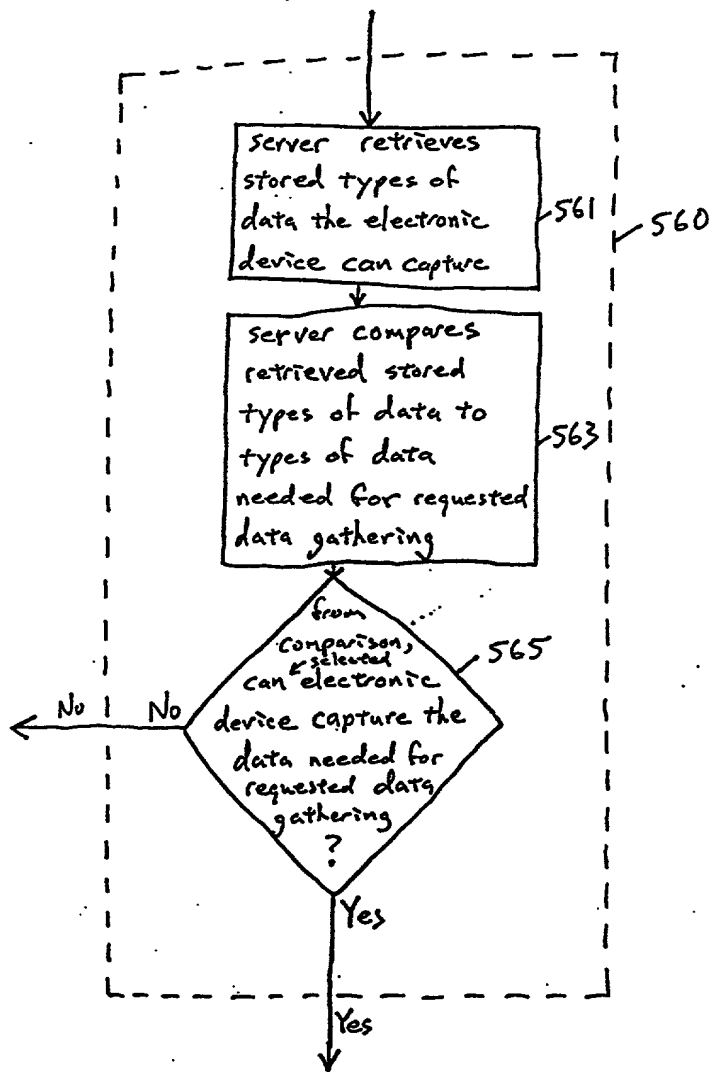 server retrieves
stored types of
data the electronic
device can capture
561
560
server compares
retrieved stored
types of data to
types of data
needed for requested
data gathering
563
from
comparison,
selected
can electronic
device capture the
data needed for
requested data
gathering
?
565
No
No
Yes
Yes